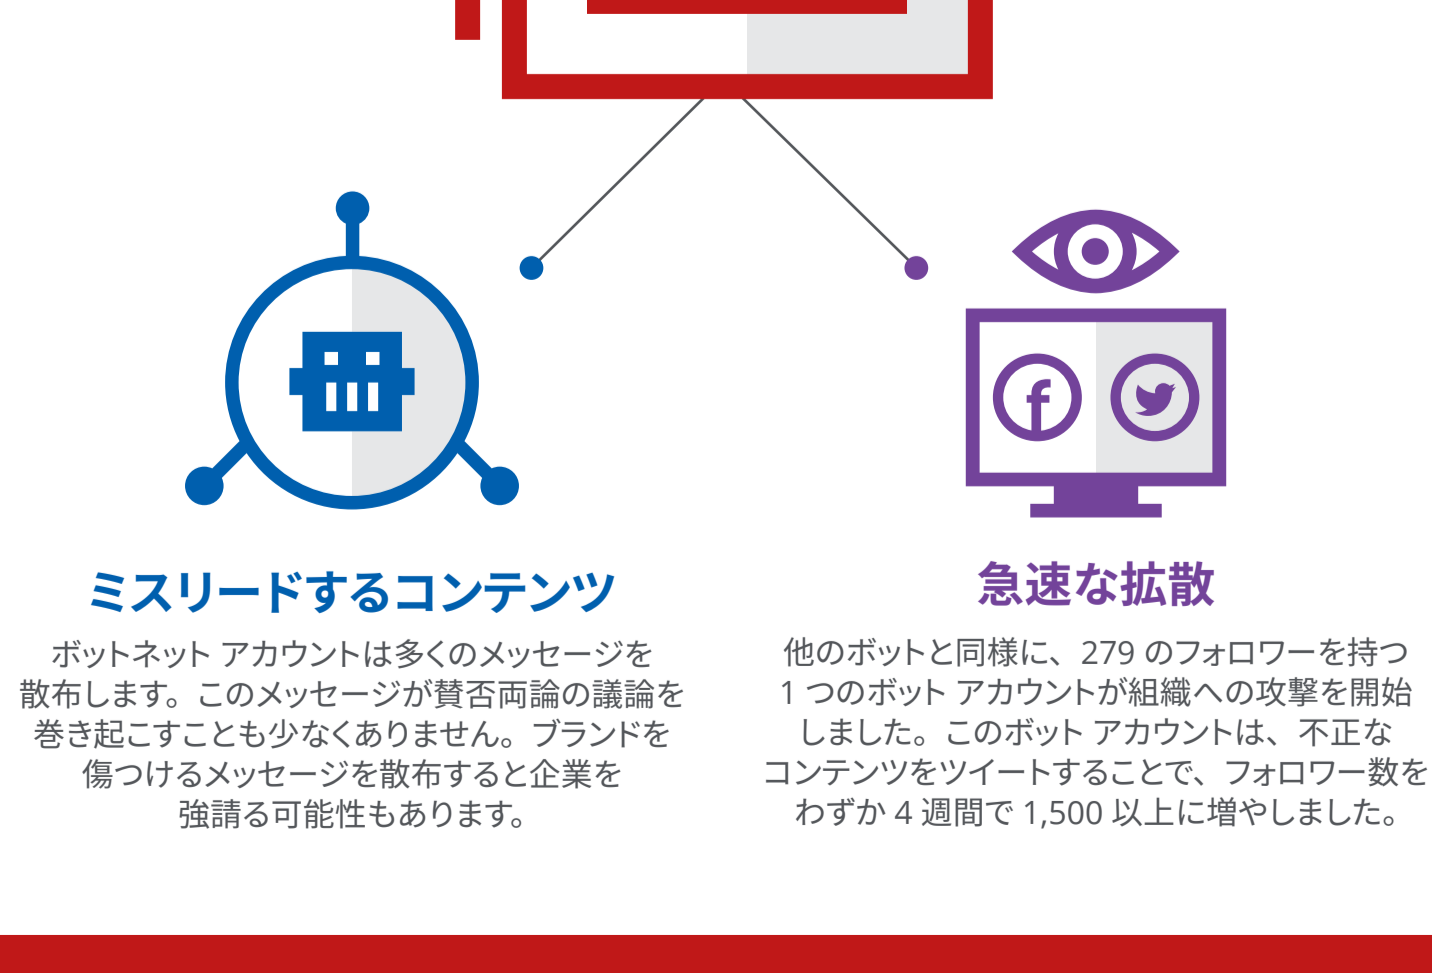 ミスリードするコンテンツ
ボットネット アカウントは多くのメッセージを
散布します。このメッセージが賛否両論の議論を
巻き起こすことも少なくありません。ブランドを
傷つけるメッセージを散布すると企業を
強請る可能性もあります。
急速な拡散
他のボットと同様に、279 のフォロワーを持つ
1 つのボット アカウントが組織への攻撃を開始
しました。このボット アカウントは、不正な
コンテンツをツイートすることで、フォロワー数を
わずか 4 週間で 1,500 以上に増やしました。